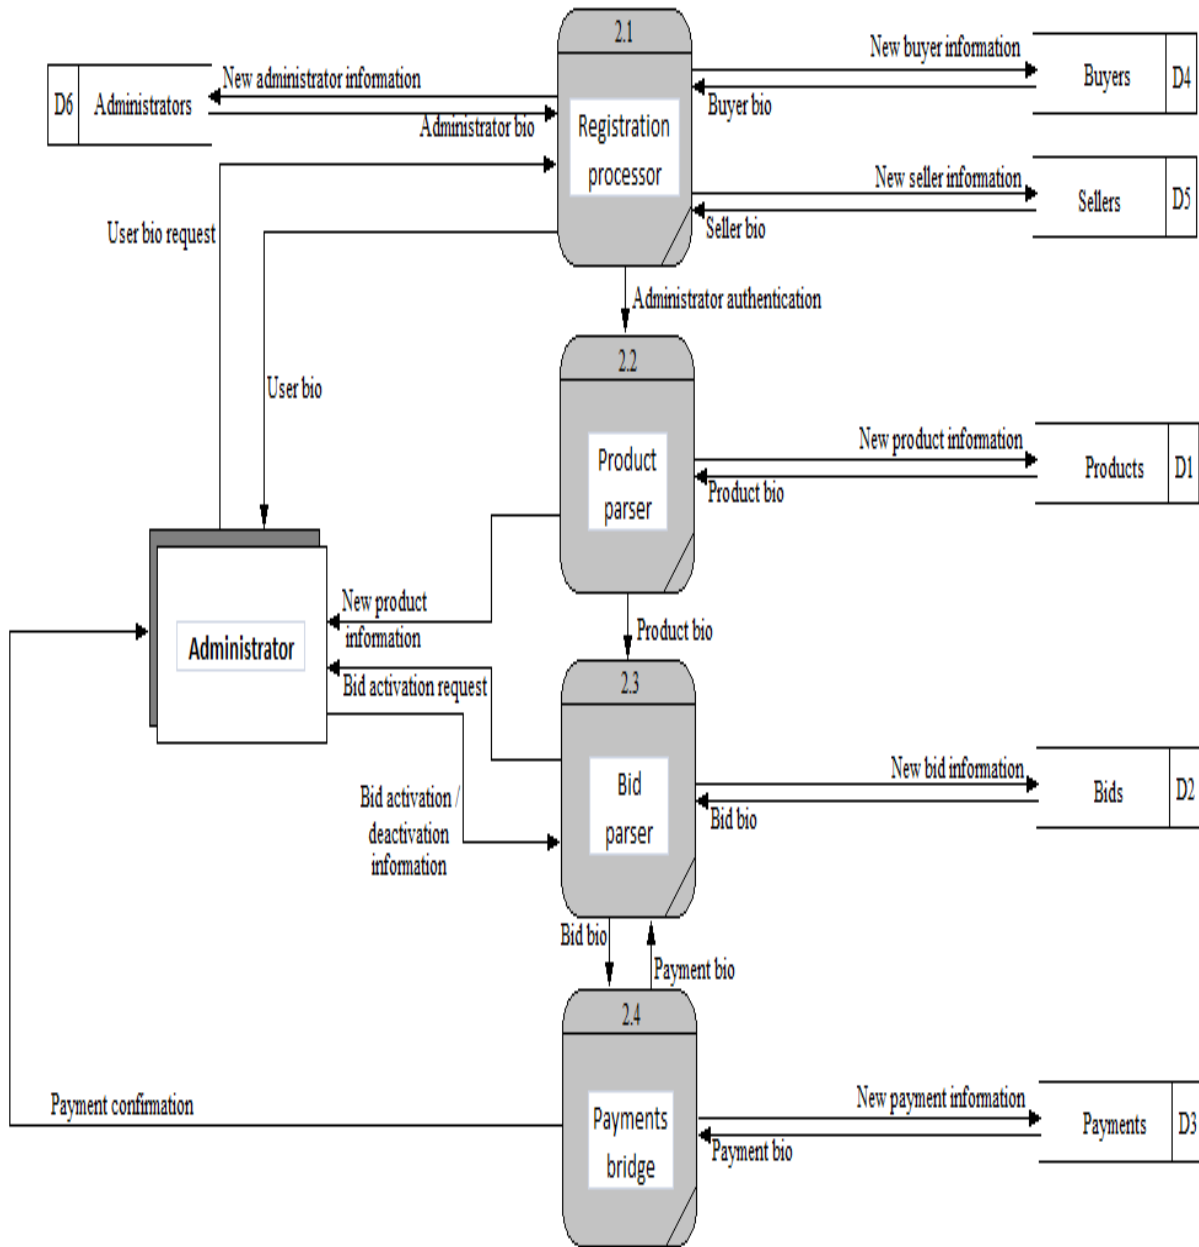 2.1
New buyer information
Buyers
D4
New administrator information
Buyer bio
D6
Administrators
Administrator bio
Registration
processor
New seller information
Sellers
D5
Seller bio
User bio request
Administrator authentication
2.2
User bio
New product information
Product
parser
Products
D1
Product bio
New product
information
Product bio
Administrator
2.3
Bid activation request
New bid information
Bid
parser
Bids
D2
Bid activation /
deactivation
information
Bid bio
Bid bio
Payment bio
2.4
Payment confirmation
New payment information
Payments
bridge
Payments
D3
Payment bio